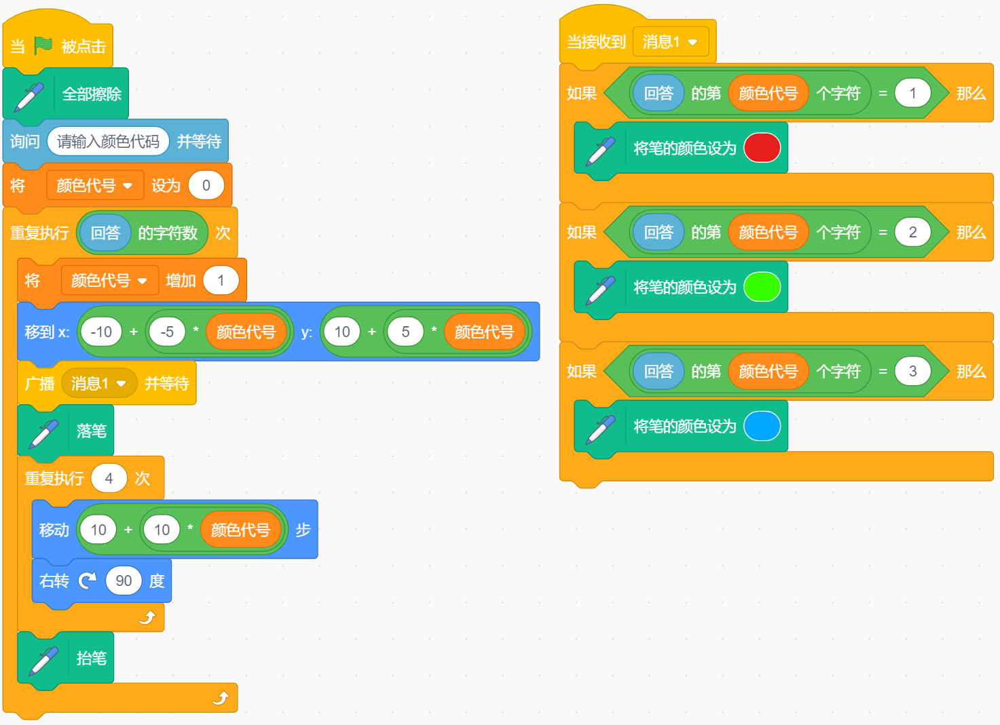 当 被点击
全部擦除
询问 请输入颜色代码 并等待
将 颜色代号 设为 0
重复执行 回答 的字符数 次
将 颜色代号 增加 1
移到 x: -10 + -5 * 颜色代号 y: 10 + 5 * 颜色代号
广播 消息1 并等待
落笔
重复执行 4 次
移动 10 + 10 * 颜色代号 步
右转 90 度
抬笔
当接收到 消息1
如果 回答 的第 颜色代号 个字符 = 1 那么
将笔的颜色设为
如果 回答 的第 颜色代号 个字符 = 2 那么
将笔的颜色设为
如果 回答 的第 颜色代号 个字符 = 3 那么
将笔的颜色设为